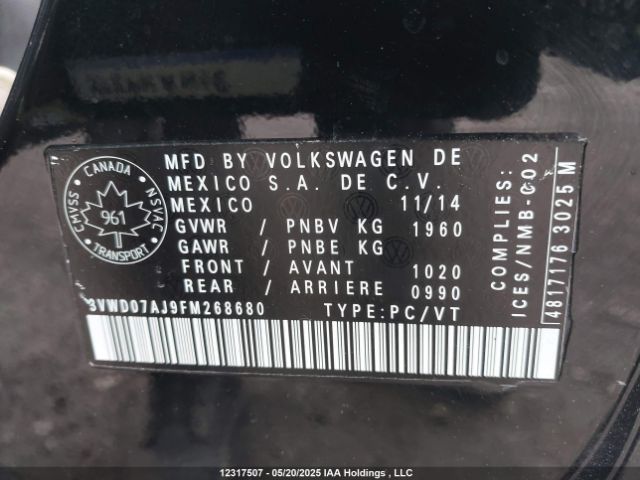 MFD BY VOLKSWAGEN DE
MEXICO S.A. DE C.V.
MEXICO 11/14
GVWR / PNBV KG 1960
GAWR / PNBE KG
FRONT / AVANT 1020
REAR / ARRIERE 0990
3VWD07AJ9FM268680 TYPE:PC/VT
CANADA
CMVSS
NSVAC
961
TRANSPORT
COMPLIES:
ICES/NMB-002
4817176 3025 M
12317507 - 05/20/2025 IAA Holdings, LLC